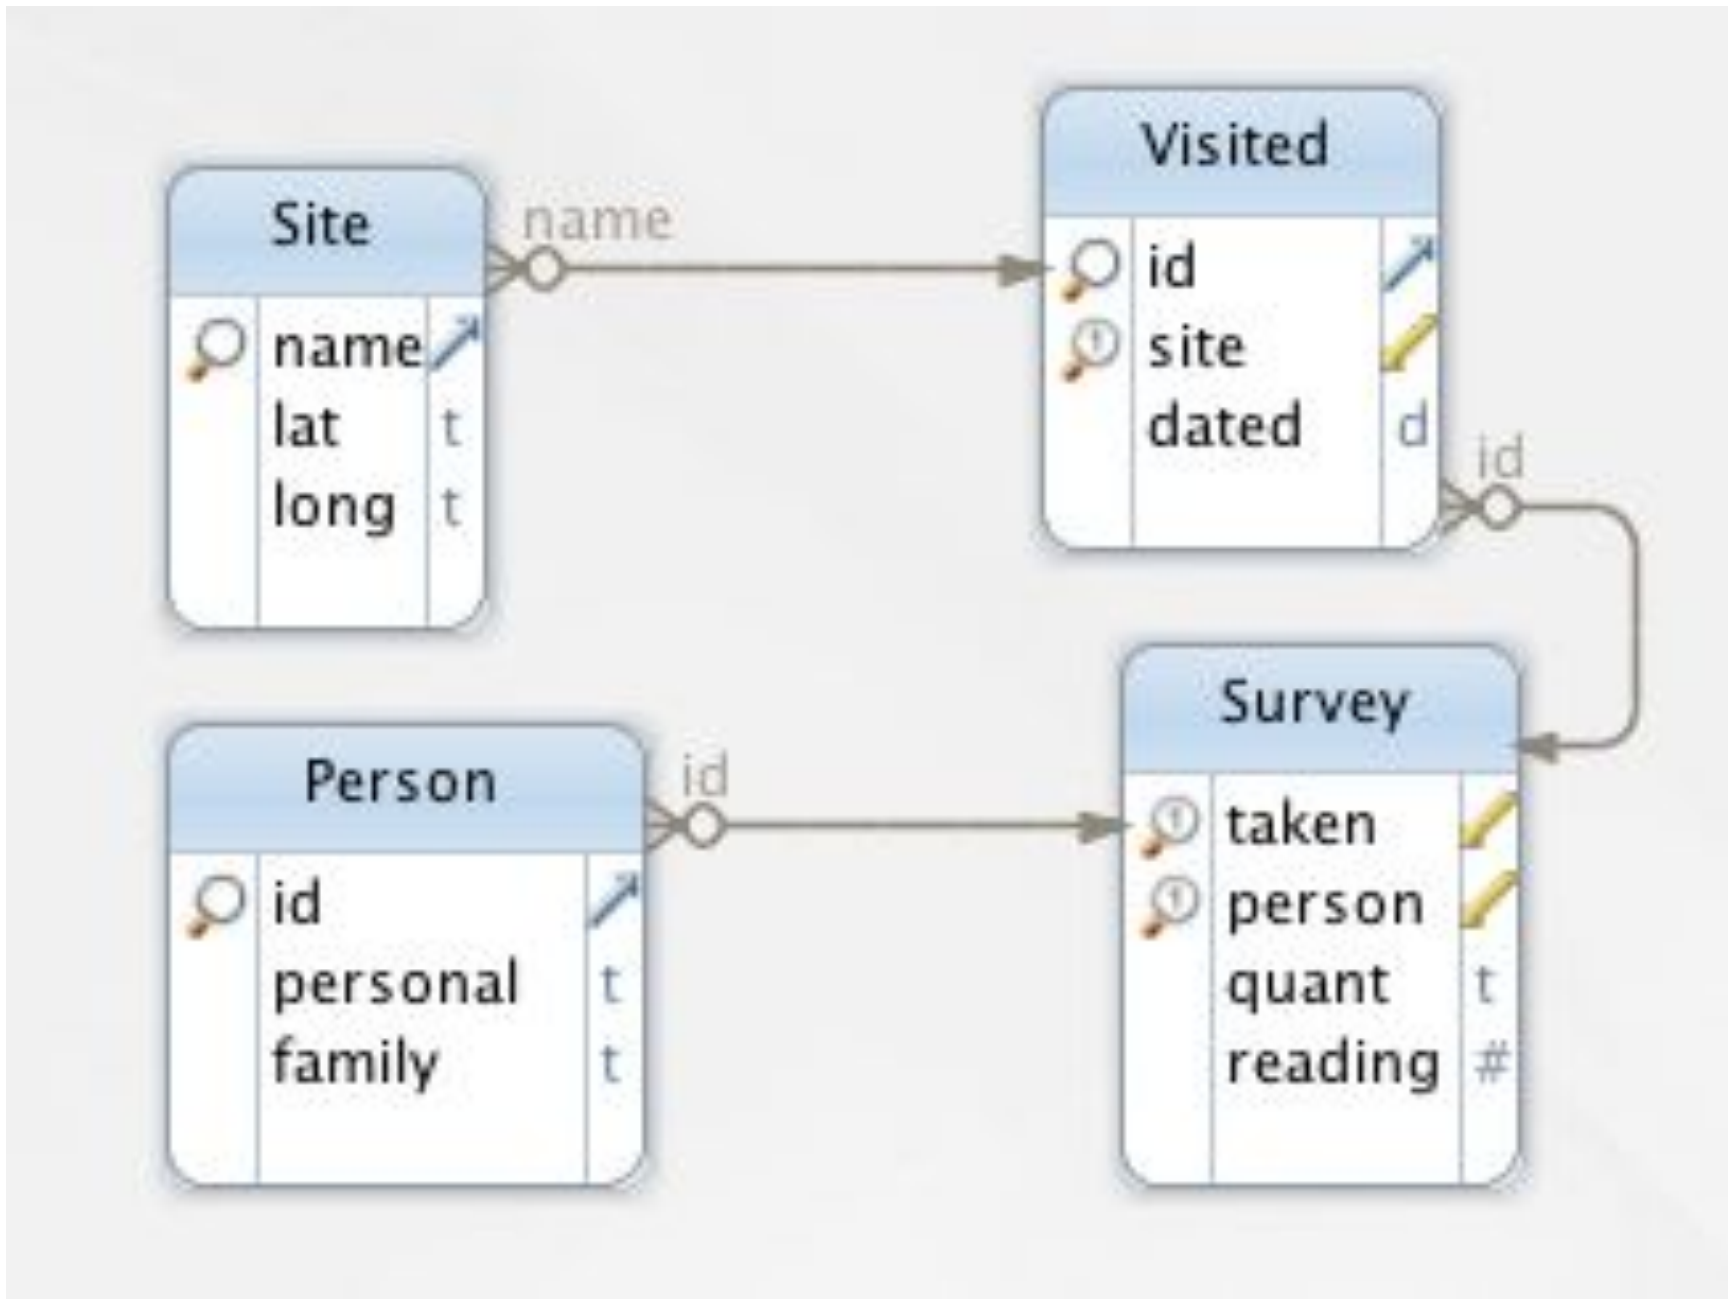 Site
name
name
lat t
long t
Visited
id
site
dated d
id
Person
id
id
personal t
family t
Survey
taken
person
quant t
reading #